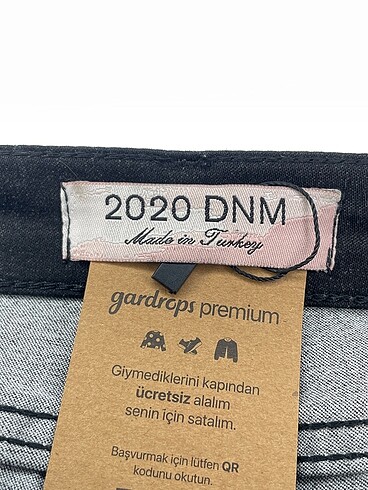 2020 DNM
Made in Turkey
gardrops premium
Giymediklerini kapından
ücretsiz alalım
senin için satalım.
Başvurmak için lütfen QR
kodunu okutun.